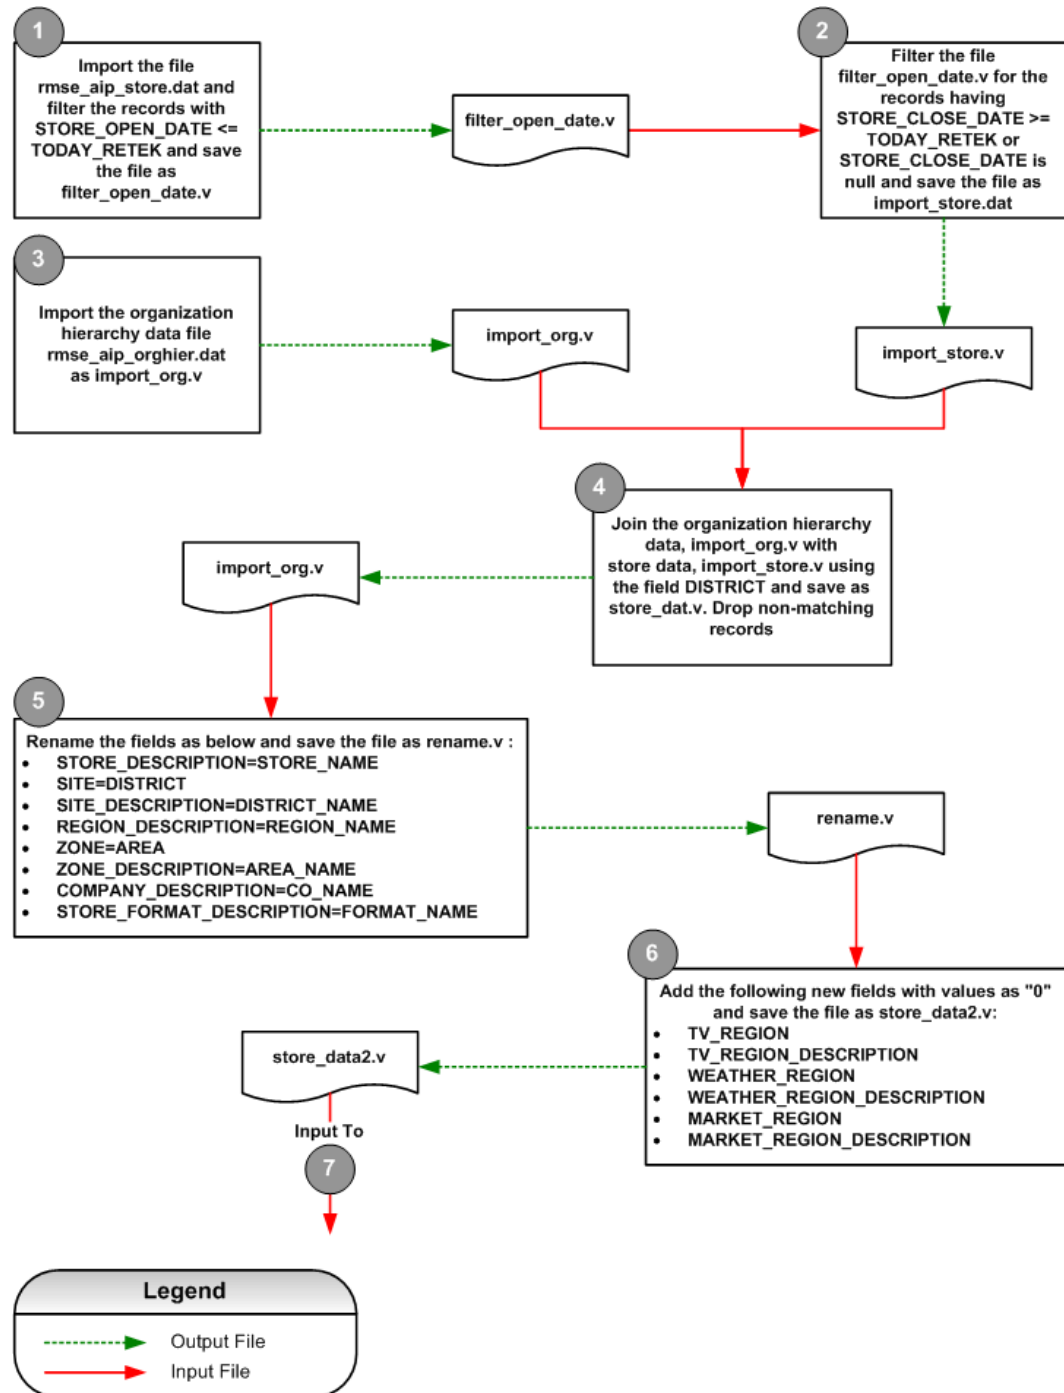 1
Import the file
rmse_aip_store.dat and
filter the records with
STORE_OPEN_DATE <=
TODAY_RETEK and save
the file as
filter_open_date.v
filter_open_date.v
2
Filter the file
filter_open_date.v for the
records having
STORE_CLOSE_DATE >=
TODAY_RETEK or
STORE_CLOSE_DATE is
null and save the file as
import_store.dat
3
Import the organization
hierarchy data file
rmse_aip_orghier.dat
as import_org.v
import_org.v
import_store.v
4
Join the organization hierarchy
data, import_org.v with
store data, import_store.v using
the field DISTRICT and save as
store_dat.v. Drop non-matching
records
import_org.v
5
Rename the fields as below and save the file as rename.v :
• STORE_DESCRIPTION=STORE_NAME
• SITE=DISTRICT
• SITE_DESCRIPTION=DISTRICT_NAME
• REGION_DESCRIPTION=REGION_NAME
• ZONE=AREA
• ZONE_DESCRIPTION=AREA_NAME
• COMPANY_DESCRIPTION=CO_NAME
• STORE_FORMAT_DESCRIPTION=FORMAT_NAME
rename.v
6
Add the following new fields with values as "0"
and save the file as store_data2.v:
• TV_REGION
• TV_REGION_DESCRIPTION
• WEATHER_REGION
• WEATHER_REGION_DESCRIPTION
• MARKET_REGION
• MARKET_REGION_DESCRIPTION
store_data2.v
Input To
7
Legend
Output File
Input File